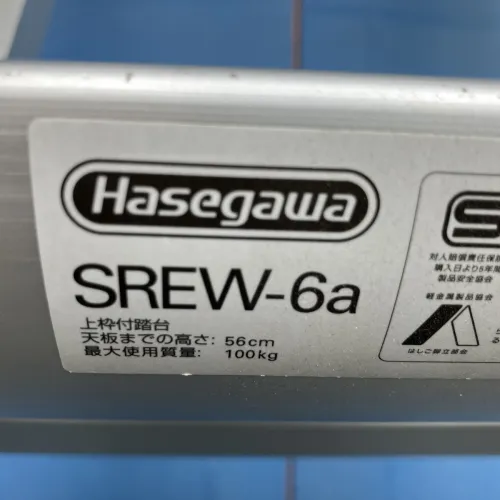 Hasegawa
SREW-6a
上枠付踏台
天板までの高さ: 56cm
最大使用質量: 100kg
S
対人賠償責任保
購入日より5年
製品安全協会
軽金属製品協会
はしご脚立部会